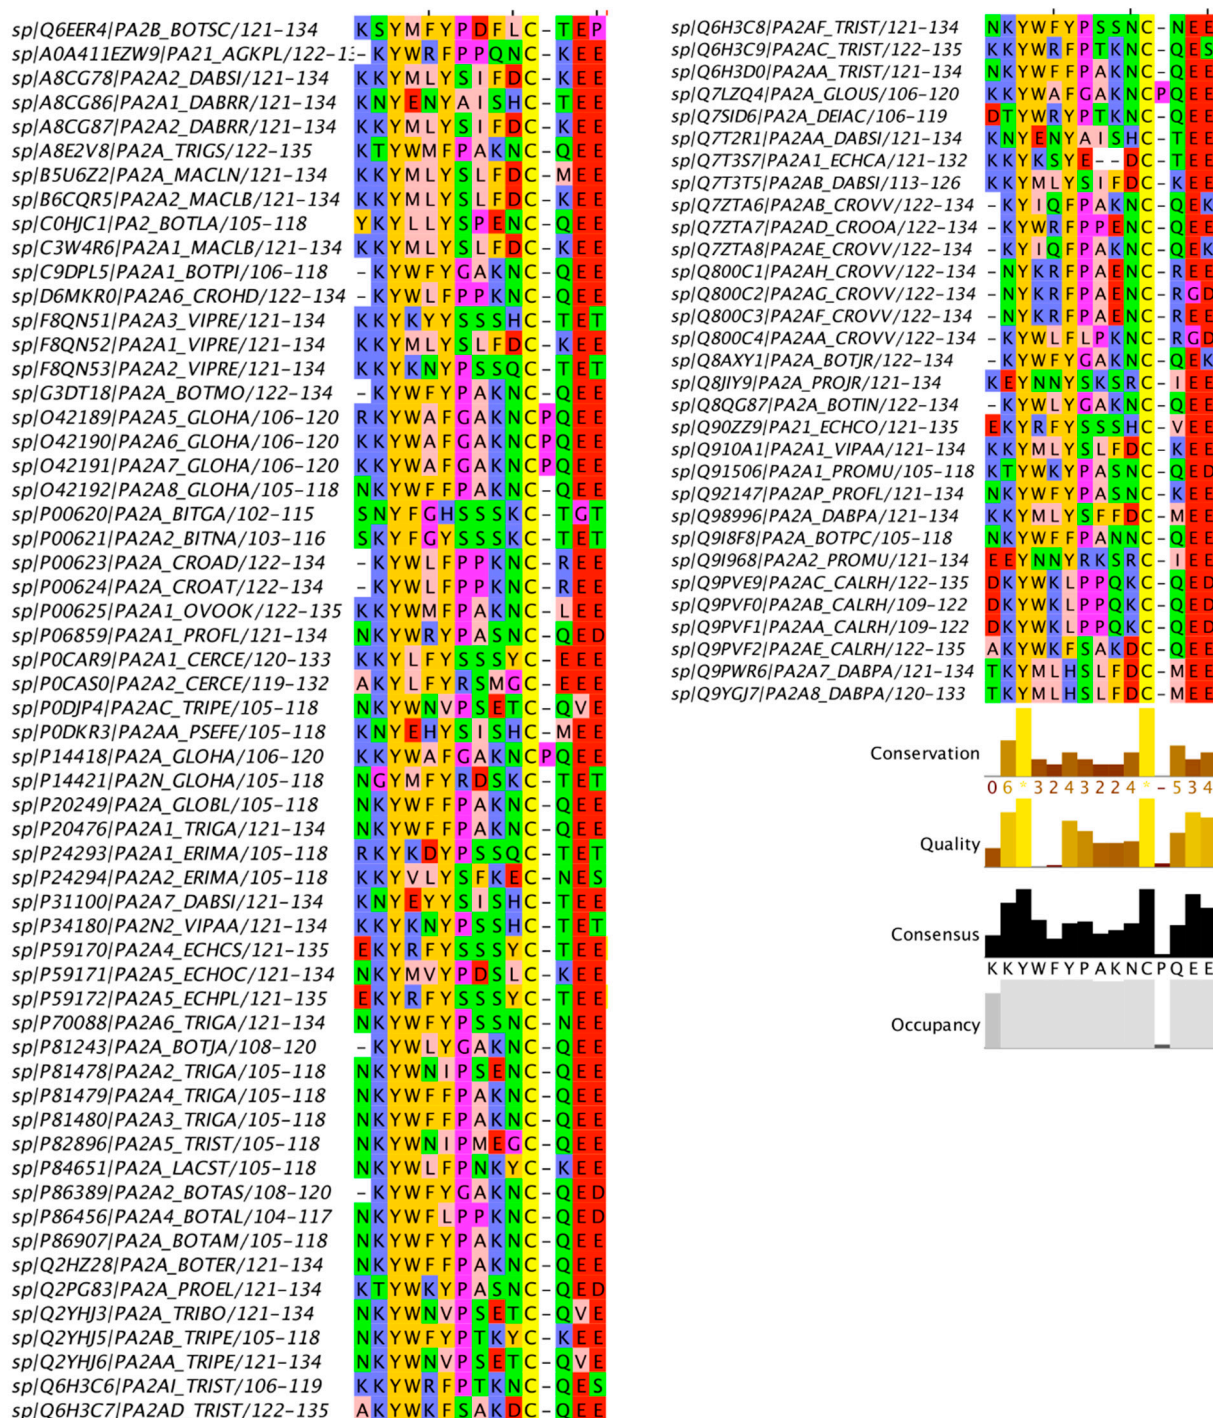 sp|Q6EER4|PA2B_BOTSC/121-134 KSYMFYPDFLC-TEP
sp|A0A411EZW9|PA21_AGKPL/122-13 -KYWRFPPQNC-KEE
sp|A8CG78|PA2A2_DABSI/121-134 KKYMLYSIFDC-KEE
sp|A8CG86|PA2A1_DABRR/121-134 KNYENYAISHC-TEE
sp|A8CG87|PA2A2_DABRR/121-134 KKYMLYSIFDC-KEE
sp|A8E2V8|PA2A_TRIGS/122-135 KTYWMFPAKNC-QEE
sp|B5U6Z2|PA2A_MACLN/121-134 KKYMLYSLFDC-MEE
sp|B6CQR5|PA2A2_MACLB/121-134 KKYMLYSLFDC-KEE
sp|C0HJC1|PA2_BOTLA/105-118 YKYLLYSPENC-QEE
sp|C3W4R6|PA2A1_MACLB/121-134 KKYMLYSLFDC-KEE
sp|C9DPL5|PA2A1_BOTPI/106-118 -KYWFYGAKNC-QEE
sp|D6MKR0|PA2A6_CROHD/122-134 -KYWLFPPKNC-QEE
sp|F8QN51|PA2A3_VIPRE/121-134 KKYKYYSSSHC-TET
sp|F8QN52|PA2A1_VIPRE/121-134 KKYMLYSLFDC-KEE
sp|F8QN53|PA2A2_VIPRE/121-134 KKYKNYPSSQC-TET
sp|G3DT18|PA2A_BOTMO/122-134 -KYWFYPAKNC-QEE
sp|O42189|PA2A5_GLOHA/106-120 RKYWAFGAKNCPQEE
sp|O42190|PA2A6_GLOHA/106-120 KKYWAFGAKNCPQEE
sp|O42191|PA2A7_GLOHA/106-120 KKYWAFGAKNCPQEE
sp|O42192|PA2A8_GLOHA/105-118 NKYWFFPAKNC-QEE
sp|P00620|PA2A_BITGA/102-115 SNYFGHSSSKC-TGT
sp|P00621|PA2A2_BITNA/103-116 SKYFGYSSSKC-TET
sp|P00623|PA2A_CROAD/122-134 -KYWLFPPKNC-REE
sp|P00624|PA2A_CROAT/122-134 -KYWLFPPKNC-REE
sp|P00625|PA2A1_OVOOK/122-135 KKYWMFPAKNC-LEE
sp|P06859|PA2A1_PROFL/121-134 NKYWRYPASNC-QED
sp|P0CAR9|PA2A1_CERCE/120-133 KKYLFYSSSYC-EEE
sp|P0CAS0|PA2A2_CERCE/119-132 AKYLFYRSMGC-EEE
sp|P0DJP4|PA2AC_TRIPE/105-118 NKYWNVPSETC-QVE
sp|P0DKR3|PA2AA_PSEFE/105-118 KNYEHYSISHC-MEE
sp|P14418|PA2A_GLOHA/106-120 KKYWAFGAKNCPQEE
sp|P14421|PA2N_GLOHA/105-118 NGYMFYRDSKC-TET
sp|P20249|PA2A_GLOBL/105-118 NKYWFFPAKNC-QEE
sp|P20476|PA2A1_TRIGA/121-134 NKYWFFPAKNC-QEE
sp|P24293|PA2A1_ERIMA/105-118 RKYKDYPSSQC-TET
sp|P24294|PA2A2_ERIMA/105-118 KKYVLYSFKEC-NES
sp|P31100|PA2A7_DABSI/121-134 KNYEYYSISHC-TEE
sp|P34180|PA2N2_VIPAA/121-134 KKYKNYPSSHC-TET
sp|P59170|PA2A4_ECHCS/121-135 EKYRFYSSSYC-TEE
sp|P59171|PA2A5_ECHOC/121-134 NKYMVYPDSLC-KEE
sp|P59172|PA2A5_ECHPL/121-135 EKYRFYSSSYC-TEE
sp|P70088|PA2A6_TRIGA/121-134 NKYWFYPSSNC-NEE
sp|P81243|PA2A_BOTJA/108-120 -KYWLYGAKNC-QEE
sp|P81478|PA2A2_TRIGA/105-118 NKYWNIPSENC-QEE
sp|P81479|PA2A4_TRIGA/105-118 NKYWFFPAKNC-QEE
sp|P81480|PA2A3_TRIGA/105-118 NKYWFFPAKNC-QEE
sp|P82896|PA2A5_TRIST/105-118 NKYWNIPMEGC-QEE
sp|P84651|PA2A_LACST/105-118 NKYWLFPNKYC-KEE
sp|P86389|PA2A2_BOTAS/108-120 -KYWFYGAKNC-QED
sp|P86456|PA2A4_BOTAL/104-117 NKYWFLPPKNC-QED
sp|P86907|PA2A_BOTAM/105-118 NKYWFYPAKNC-QEE
sp|Q2HZ28|PA2A_BOTER/121-134 NKYWFFPAKNC-QEE
sp|Q2PG83|PA2A_PROEL/121-134 KTYWKYPASNC-QED
sp|Q2YHJ3|PA2A_TRIBO/121-134 NKYWNVPSETC-QVE
sp|Q2YHJ5|PA2AB_TRIPE/105-118 NKYWFYPTKYC-KEE
sp|Q2YHJ6|PA2AA_TRIPE/121-134 NKYWNVPSETC-QVE
sp|Q6H3C6|PA2AI_TRIST/106-119 KKYWRFPTKNC-QES
sp|Q6H3C7|PA2AD_TRIST/122-135 AKYWKFSAKDC-QEE
sp|Q6H3C8|PA2AF_TRIST/121-134 NKYWFYPSSNC-NEE
sp|Q6H3C9|PA2AC_TRIST/122-135 KKYWRFPTKNC-QES
sp|Q6H3D0|PA2AA_TRIST/121-134 NKYWFFPAKNC-QEE
sp|Q7LZQ4|PA2A_GLOUS/106-120 KKYWAFGAKNCPQEE
sp|Q7SID6|PA2A_DEIAC/106-119 DTYWRYPTKNC-QEE
sp|Q7T2R1|PA2AA_DABSI/121-134 KNYENYAISHC-TEE
sp|Q7T3S7|PA2A1_ECHCA/121-132 KKYKSYE--DC-TEE
sp|Q7T3T5|PA2AB_DABSI/113-126 KKYMLYSIFDC-KEE
sp|Q7ZTA6|PA2AB_CROVV/122-134 -KYIQFPAKNC-QEK
sp|Q7ZTA7|PA2AD_CROOA/122-134 -KYWRFPPENC-QEE
sp|Q7ZTA8|PA2AE_CROVV/122-134 -KYIQFPAKNC-QEK
sp|Q800C1|PA2AH_CROVV/122-134 -NYKRFPAENC-REE
sp|Q800C2|PA2AG_CROVV/122-134 -NYKRFPAENC-RGD
sp|Q800C3|PA2AF_CROVV/122-134 -NYKRFPAENC-REE
sp|Q800C4|PA2AA_CROVV/122-134 -KYWLFLPKNC-RGD
sp|Q8AXY1|PA2A_BOTJR/122-134 -KYWFYGAKNC-QEK
sp|Q8JIY9|PA2A_PROJR/121-134 KEYNNYSKSRC-IEE
sp|Q8QG87|PA2A_BOTIN/122-134 -KYWLYGAKNC-QEE
sp|Q90ZZ9|PA21_ECHCO/121-135 EKYRFYSSSHC-VEE
sp|Q910A1|PA2A1_VIPAA/121-134 KKYMLYSLFDC-KEE
sp|Q91506|PA2A1_PROMU/105-118 KTYWKYPASNC-QED
sp|Q92147|PA2AP_PROFL/121-134 NKYWFYPASNC-KEE
sp|Q98996|PA2A_DABPA/121-134 KKYMLYSFFDC-MEE
sp|Q9I8F8|PA2A_BOTPC/105-118 NKYWFFPANNC-QEE
sp|Q9I968|PA2A2_PROMU/121-134 EEYNNYRKSRC-IEE
sp|Q9PVE9|PA2AC_CALRH/122-135 DKYWKLPPQKC-QED
sp|Q9PVF0|PA2AB_CALRH/109-122 DKYWKLPPQKC-QED
sp|Q9PVF1|PA2AA_CALRH/109-122 DKYWKLPPQKC-QED
sp|Q9PVF2|PA2AE_CALRH/122-135 AKYWKFSAKDC-QEE
sp|Q9PWR6|PA2A7_DABPA/121-134 TKYMLHSLFDC-MEE
sp|Q9YGJ7|PA2A8_DABPA/120-133 TKYMLHSLFDC-MEE
Conservation
06*3243224*-534
Quality
Consensus
KKYWFYPAKNCPQEE
Occupancy